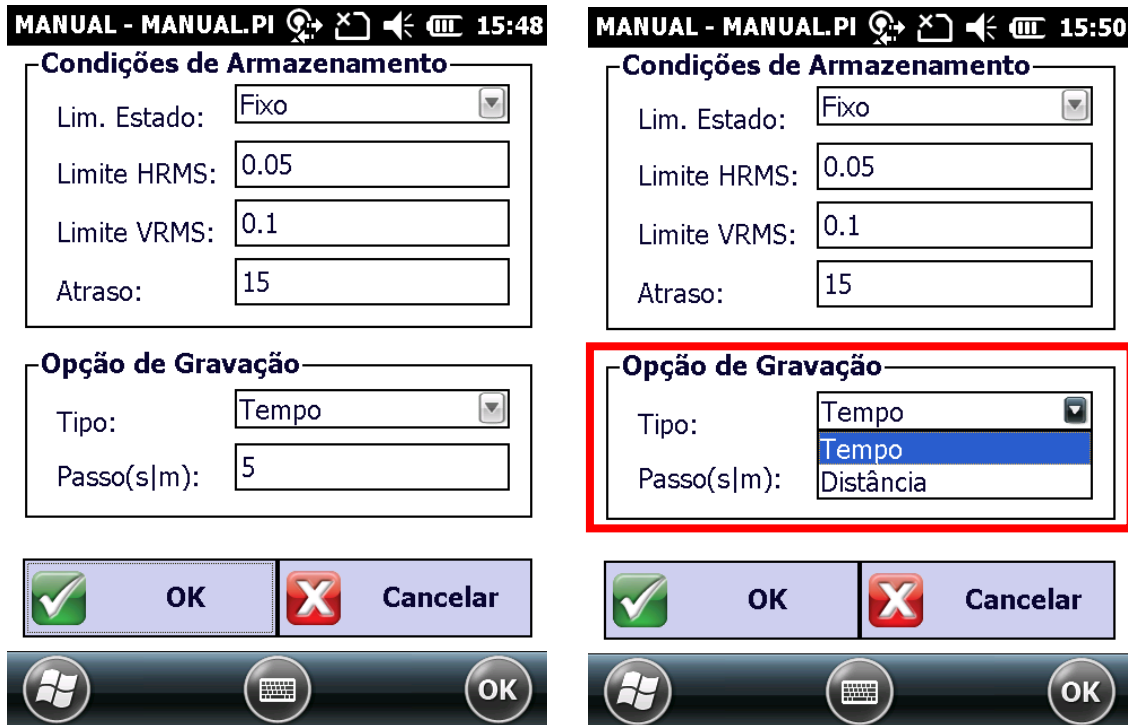 MANUAL - MANUAL.PI 15:48
Condições de Armazenamento
Lim. Estado: Fixo
Limite HRMS: 0.05
Limite VRMS: 0.1
Atraso: 15
Opção de Gravação
Tipo: Tempo
Passo(s|m): 5
OK Cancelar
OK
MANUAL - MANUAL.PI 15:50
Condições de Armazenamento
Lim. Estado: Fixo
Limite HRMS: 0.05
Limite VRMS: 0.1
Atraso: 15
Opção de Gravação
Tipo: Tempo
Tempo
Passo(s|m): Distância
OK Cancelar
OK